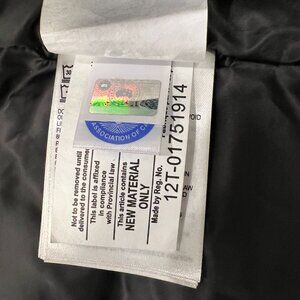 ASSOCIATION OF C
Not to be removed until
delivered to the consumer
This label is affixed
in compliance
with Provincial law
This article contains
NEW MATERIAL
ONLY
Made by Reg. No.
12T-01751914